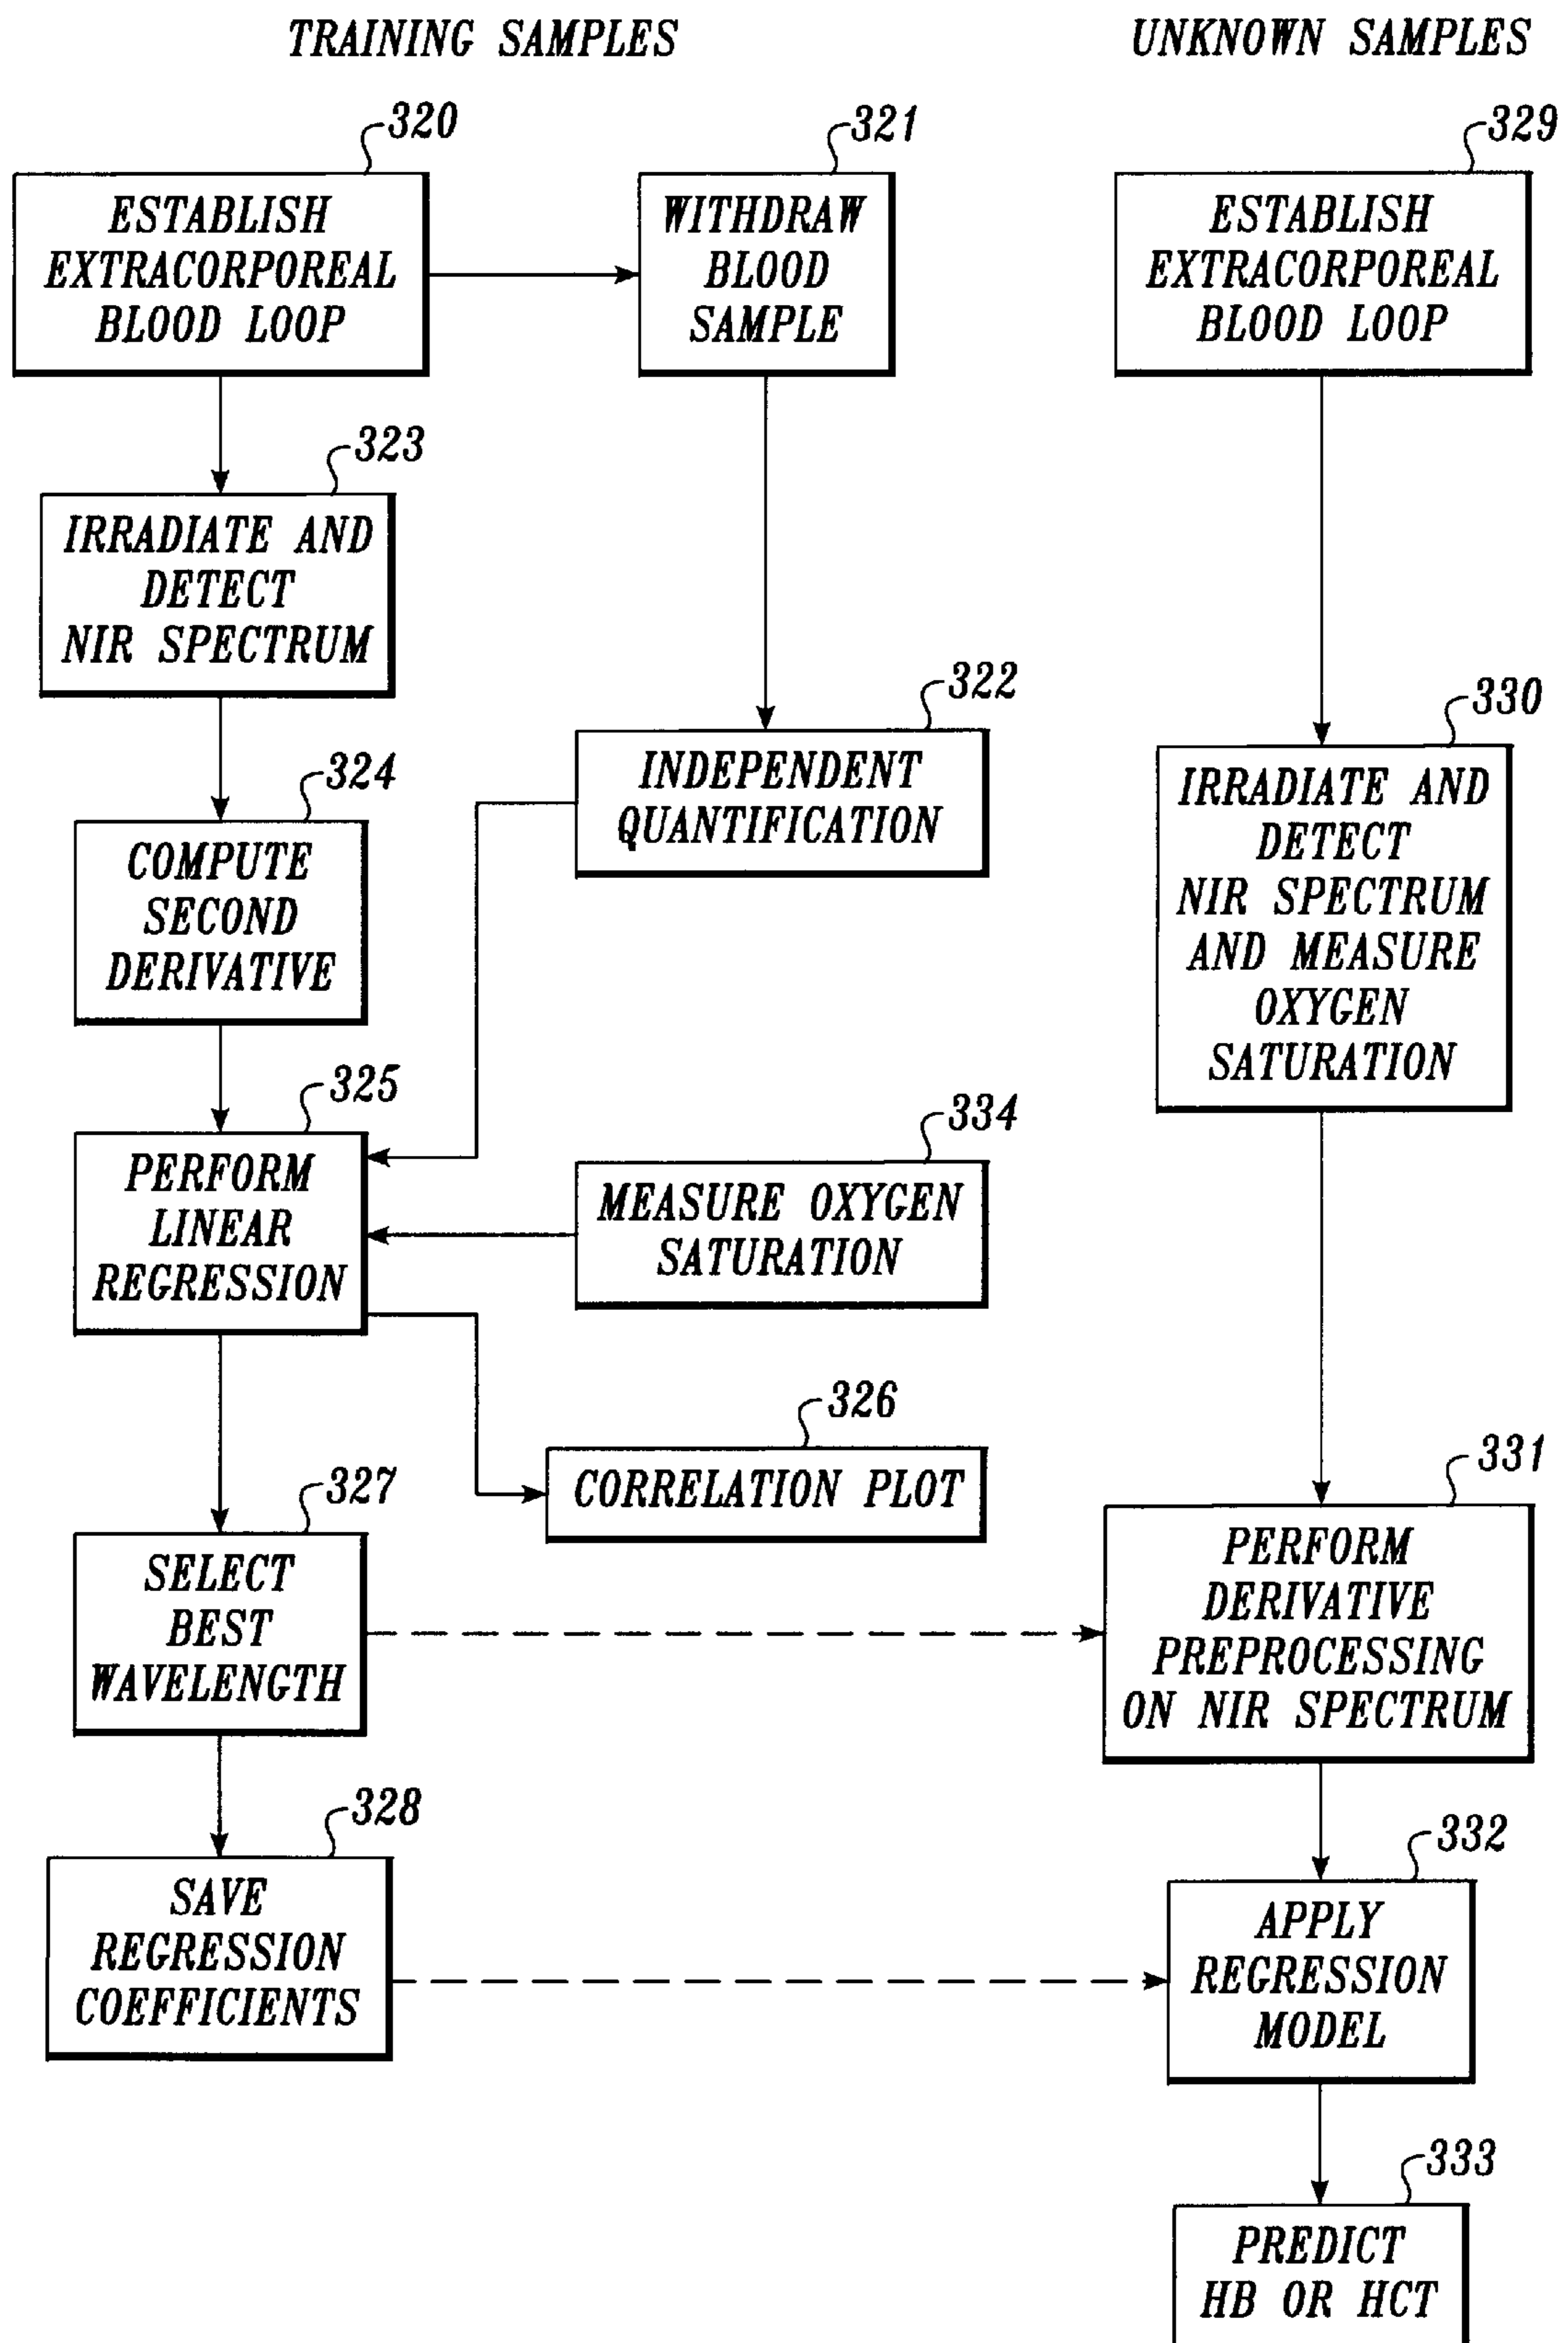 TRAINING SAMPLES
UNKNOWN SAMPLES
320
ESTABLISH
EXTRACORPOREAL
BLOOD LOOP
321
WITHDRAW
BLOOD
SAMPLE
329
ESTABLISH
EXTRACORPOREAL
BLOOD LOOP
323
IRRADIATE AND
DETECT
NIR SPECTRUM
322
INDEPENDENT
QUANTIFICATION
330
IRRADIATE AND
DETECT
NIR SPECTRUM
AND MEASURE
OXYGEN
SATURATION
324
COMPUTE
SECOND
DERIVATIVE
325
PERFORM
LINEAR
REGRESSION
334
MEASURE OXYGEN
SATURATION
326
CORRELATION PLOT
327
SELECT
BEST
WAVELENGTH
331
PERFORM
DERIVATIVE
PREPROCESSING
ON NIR SPECTRUM
328
SAVE
REGRESSION
COEFFICIENTS
332
APPLY
REGRESSION
MODEL
333
PREDICT
HB OR HCT